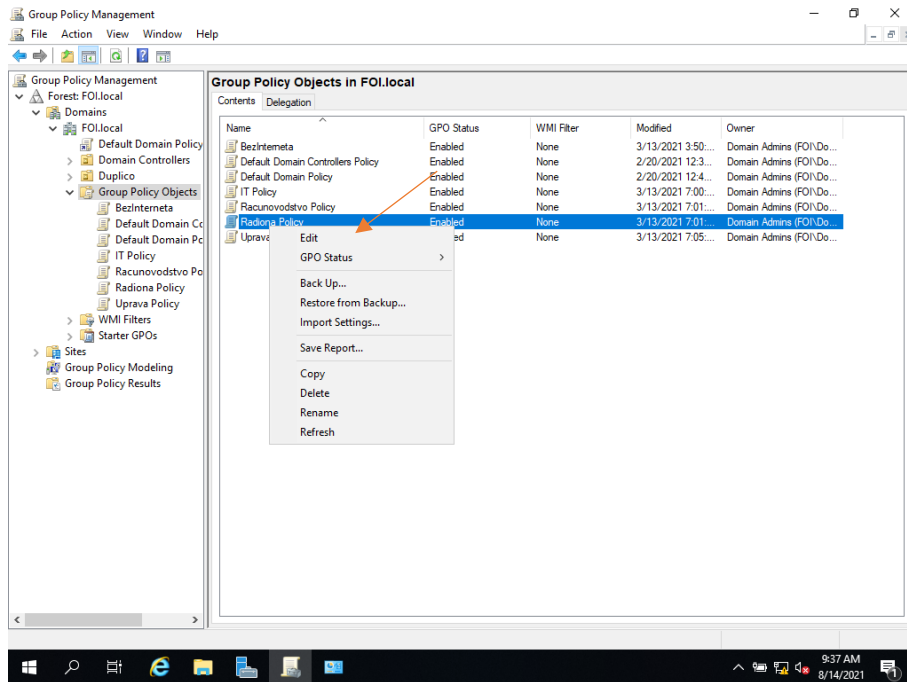 Group Policy Management
File Action View Window Help
Group Policy Management
Forest: FOI.local
Domains
FOI.local
Default Domain Policy
Domain Controllers
Duplico
Group Policy Objects
BezInterneta
Default Domain Cc
Default Domain Pc
IT Policy
Racunovodstvo Po
Radiona Policy
Uprava Policy
WMI Filters
Starter GPOs
Sites
Group Policy Modeling
Group Policy Results
Group Policy Objects in FOI.local
Contents Delegation
Name GPO Status WMI Filter Modified Owner
BezInterneta Enabled None 3/13/2021 3:50:... Domain Admins (FOI\Do...
Default Domain Controllers Policy Enabled None 2/20/2021 12:3... Domain Admins (FOI\Do...
Default Domain Policy Enabled None 2/20/2021 12:4... Domain Admins (FOI\Do...
IT Policy Enabled None 3/13/2021 7:00:... Domain Admins (FOI\Do...
Racunovodstvo Policy Enabled None 3/13/2021 7:01:... Domain Admins (FOI\Do...
Radiona Policy Enabled None 3/13/2021 7:01:... Domain Admins (FOI\Do...
Uprava ed None 3/13/2021 7:05:... Domain Admins (FOI\Do...
Edit
GPO Status
Back Up...
Restore from Backup...
Import Settings...
Save Report...
Copy
Delete
Rename
Refresh
9:37 AM
8/14/2021
1